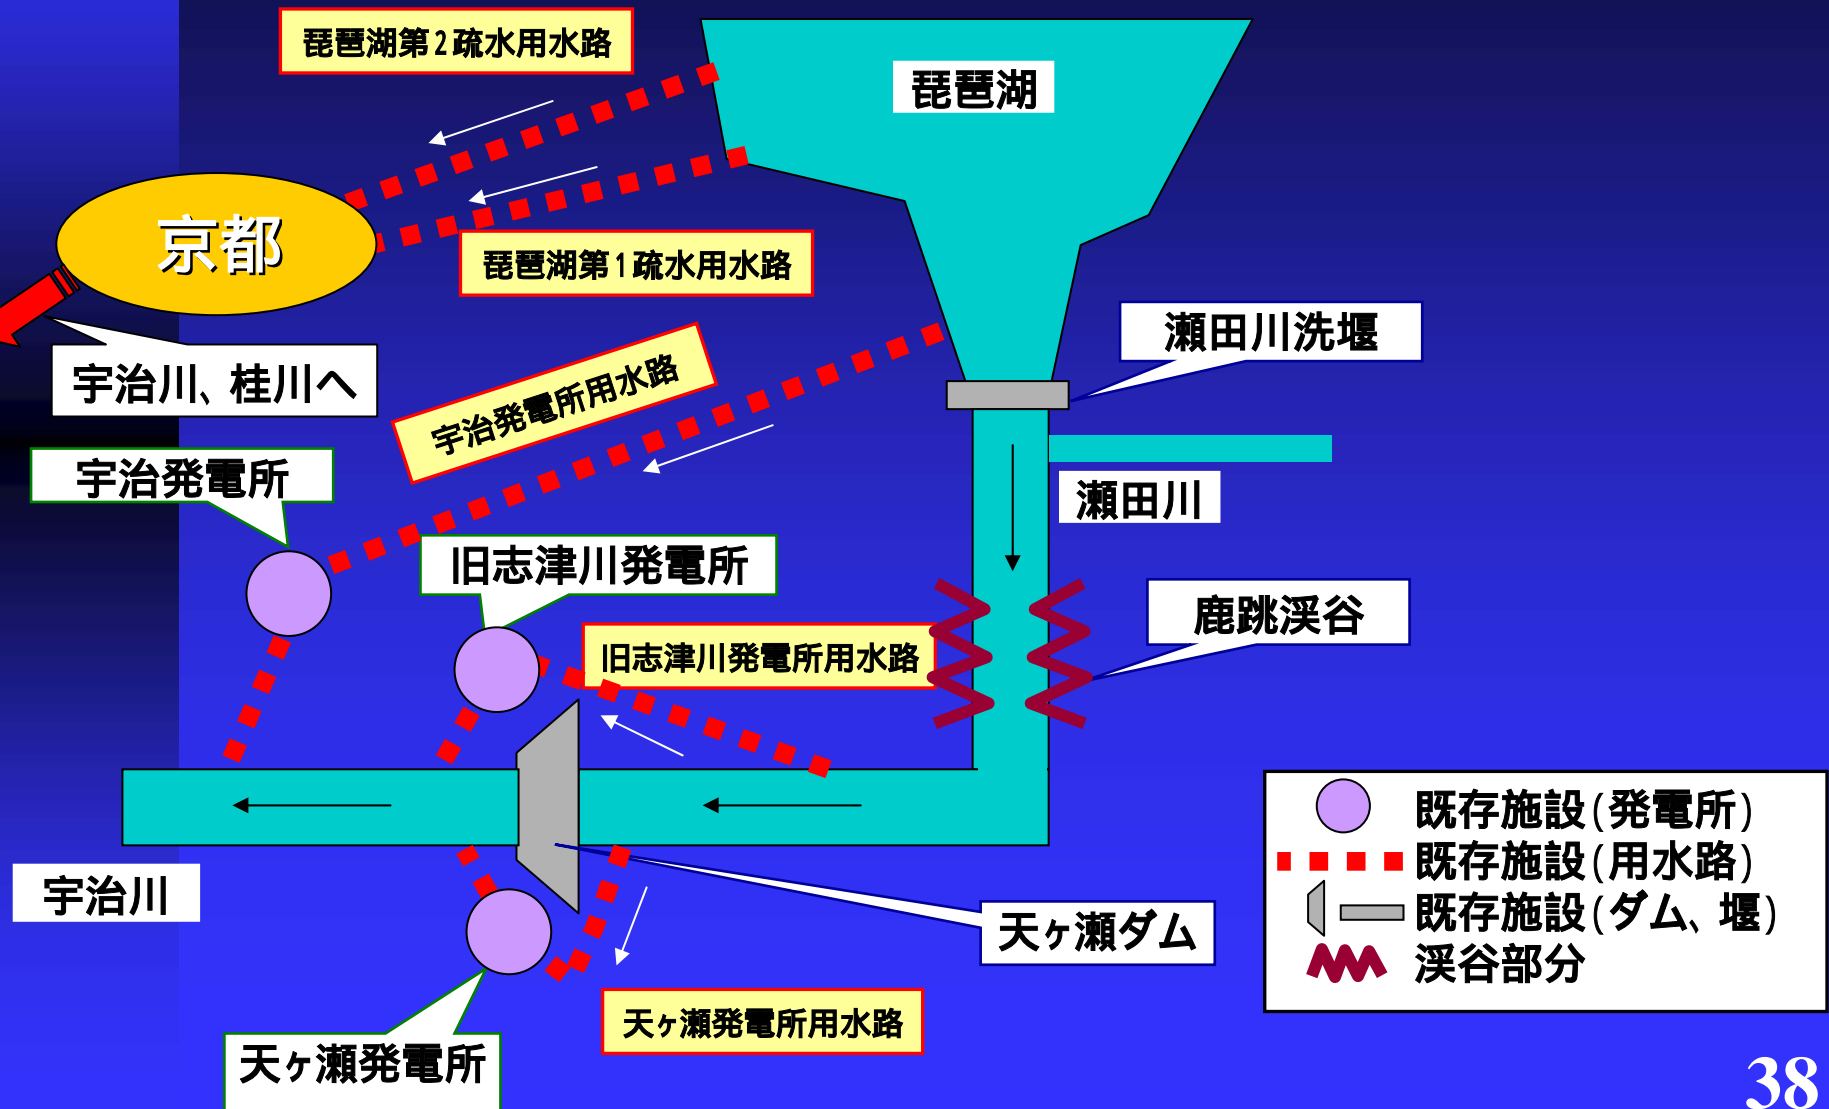 琵琶湖第2疏水用水路
琵琶湖
京都
琵琶湖第1疏水用水路
瀬田川洗堰
宇治川、桂川へ
宇治発電所用水路
宇治発電所
瀬田川
旧志津川発電所
鹿跳渓谷
旧志津川発電所用水路
既存施設(発電所)
既存施設(用水路)
既存施設(ダム、堰)
渓谷部分
宇治川
天ヶ瀬ダム
天ヶ瀬発電所用水路
天ヶ瀬発電所
38